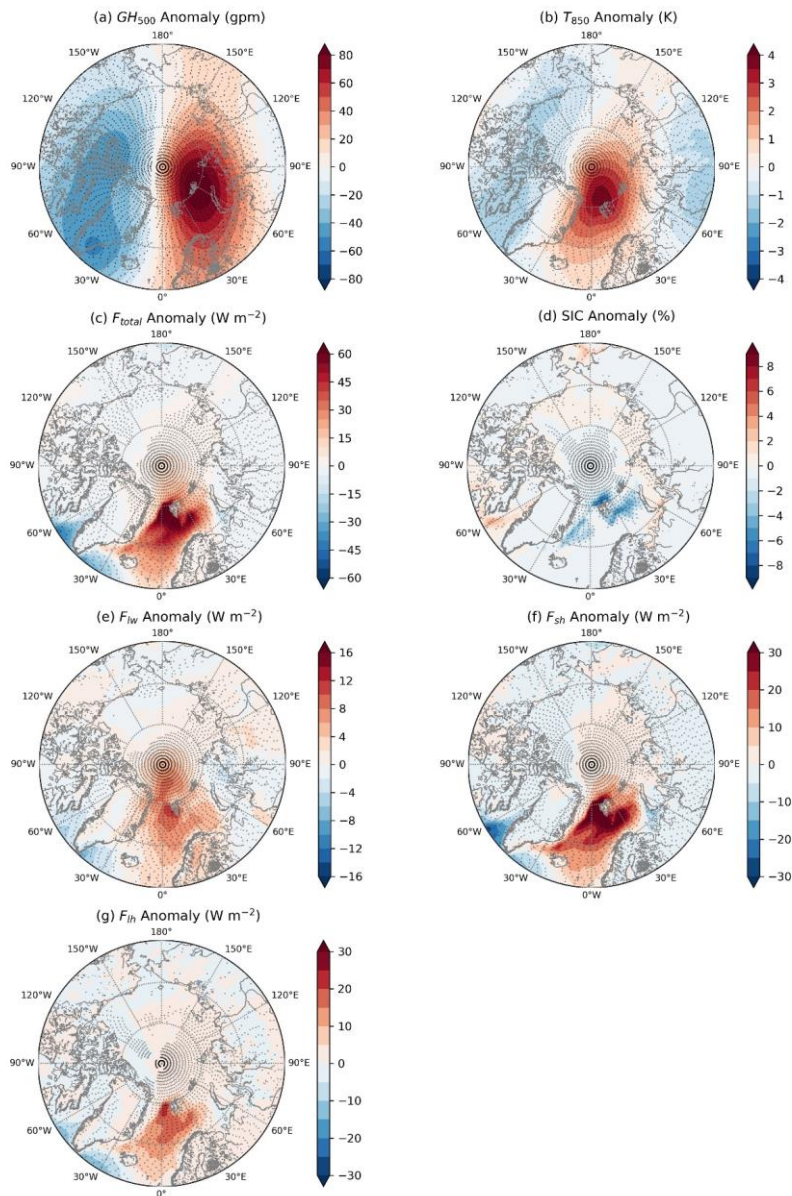 (a) GH500 Anomaly (gpm)
180°
150°W 150°E
120°W 120°E
90°W 90°E
60°W 60°E
30°W 30°E
0°
80
60
40
20
0
−20
−40
−60
−80
(b) T850 Anomaly (K)
180°
150°W 150°E
120°W 120°E
90°W 90°E
60°W 60°E
30°W 30°E
0°
4
3
2
1
0
−1
−2
−3
−4
(c) Ftotal Anomaly (W m−2)
180°
150°W 150°E
120°W 120°E
90°W 90°E
60°W 60°E
30°W 30°E
0°
60
45
30
15
0
−15
−30
−45
−60
(d) SIC Anomaly (%)
180°
150°W 150°E
120°W 120°E
90°W 90°E
60°W 60°E
30°W 30°E
0°
8
6
4
2
0
−2
−4
−6
−8
(e) Flw Anomaly (W m−2)
180°
150°W 150°E
120°W 120°E
90°W 90°E
60°W 60°E
30°W 30°E
0°
16
12
8
4
0
−4
−8
−12
−16
(f) Fsh Anomaly (W m−2)
180°
150°W 150°E
120°W 120°E
90°W 90°E
60°W 60°E
30°W 30°E
0°W
30
20
10
0
−10
−20
−30
(g) Flh Anomaly (W m−2)
180°
150°W 150°E
120°W 120°E
90°W 90°E
60°W 60°E
30°W 30°E
0°
30
20
10
0
−10
−20
−30